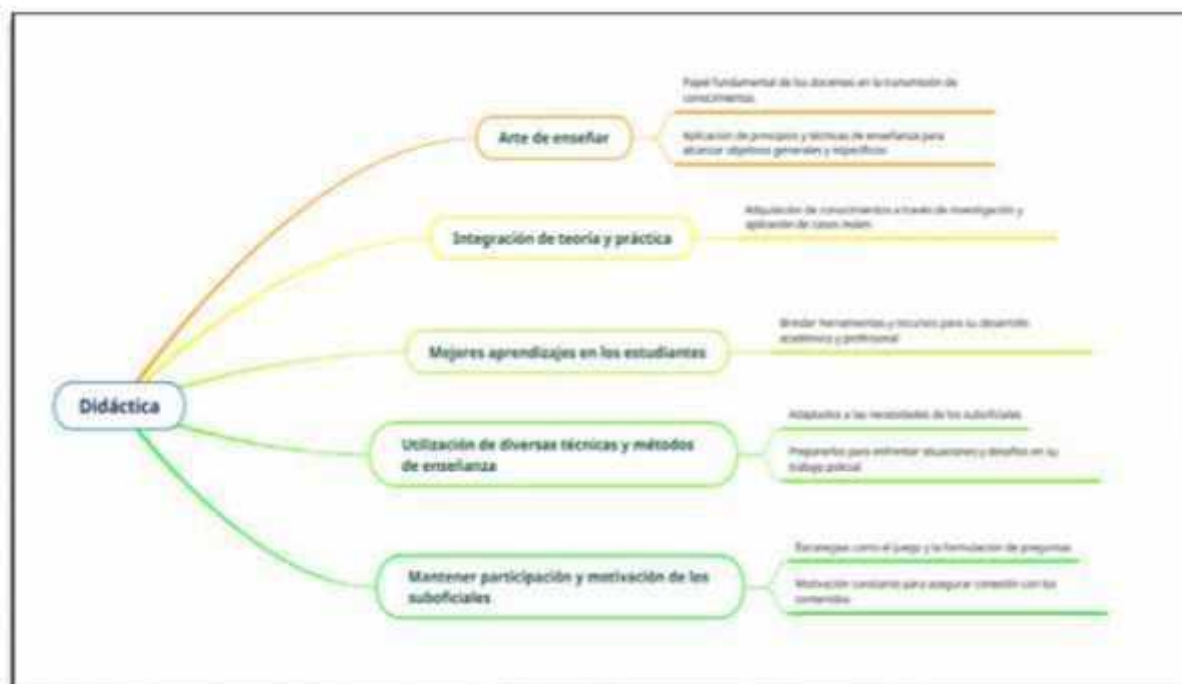 Papel fundamental de los docentes en la transmisión de
conocimientos
Arte de enseñar
Aplicación de principios y técnicas de enseñanza para
alcanzar objetivos generales y específicos
Adquisición de conocimientos a través de investigación y
aplicación de casos reales
Integración de teoría y práctica
Brindar herramientas y recursos para su desarrollo
académico y profesional
Mejores aprendizajes en los estudiantes
Didáctica
Adaptados a las necesidades de los suboficiales
Utilización de diversas técnicas y métodos
de enseñanza
Prepararlos para enfrentar situaciones y desafíos en su
trabajo policial
Estrategias como el juego y la formulación de preguntas
Mantener participación y motivación de los
suboficiales
Motivación constante para asegurar conexión con los
contenidos